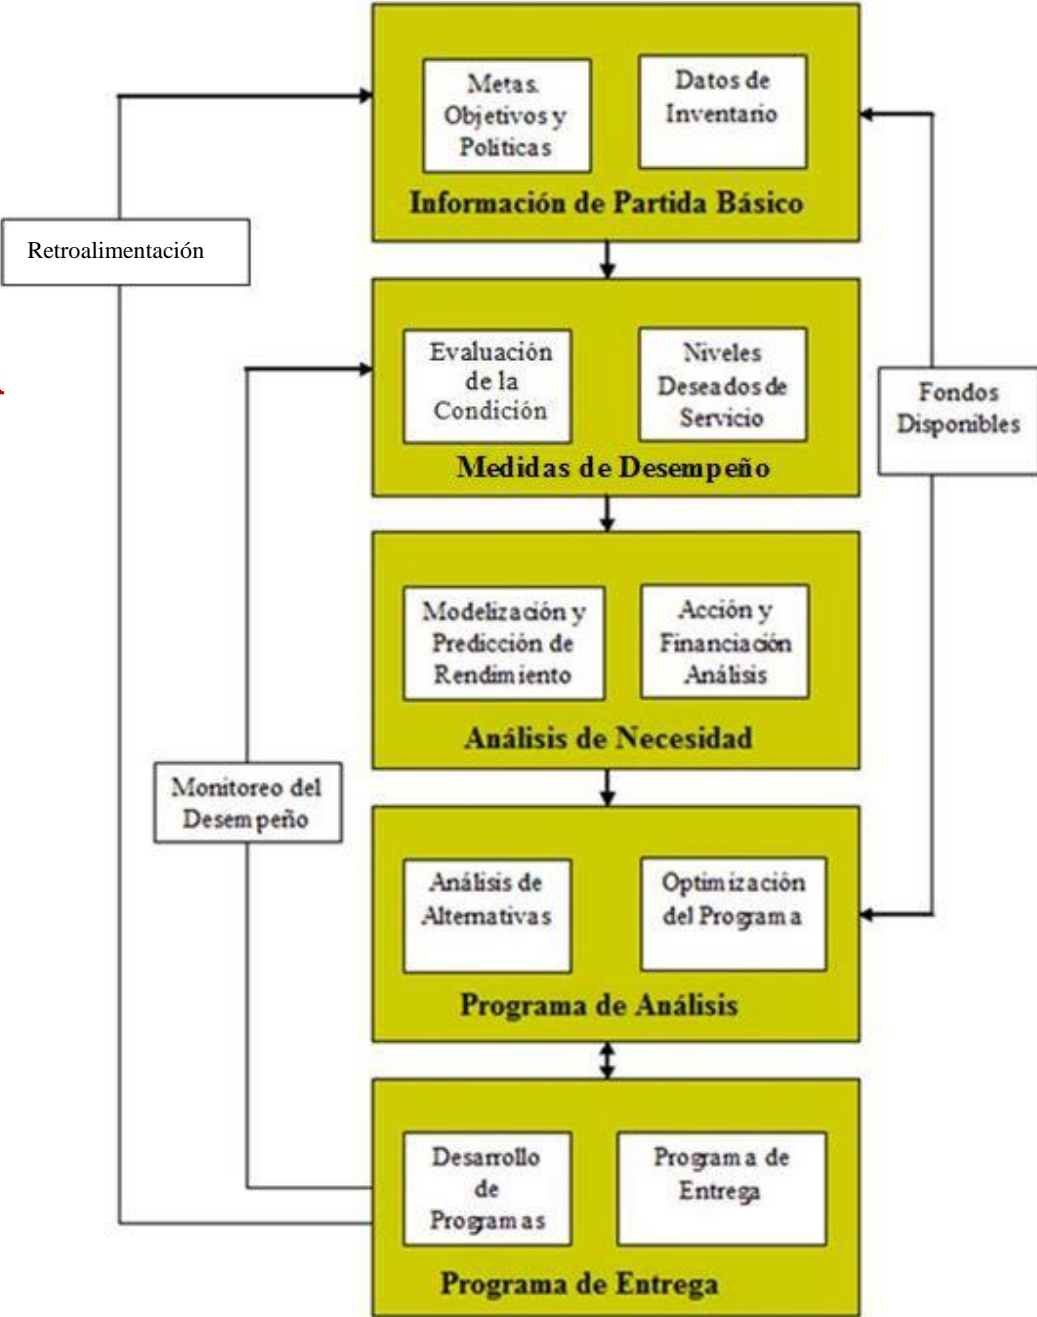 Metas.
Objetivos y
Políticas
Datos de
Inventario
Información de Partida Básico
Retroalimentación
Evaluación
de la
Condición
Niveles
Deseados de
Servicio
Medidas de Desempeño
Fondos
Disponibles
Modelización y
Predicción de
Rendimiento
Acción y
Financiación
Análisis
Análisis de Necesidad
Monitoreo del
Desempeño
Análisis de
Alternativas
Optimización
del Programa
Programa de Análisis
Desarrollo
de
Programas
Programa de
Entrega
Programa de Entrega